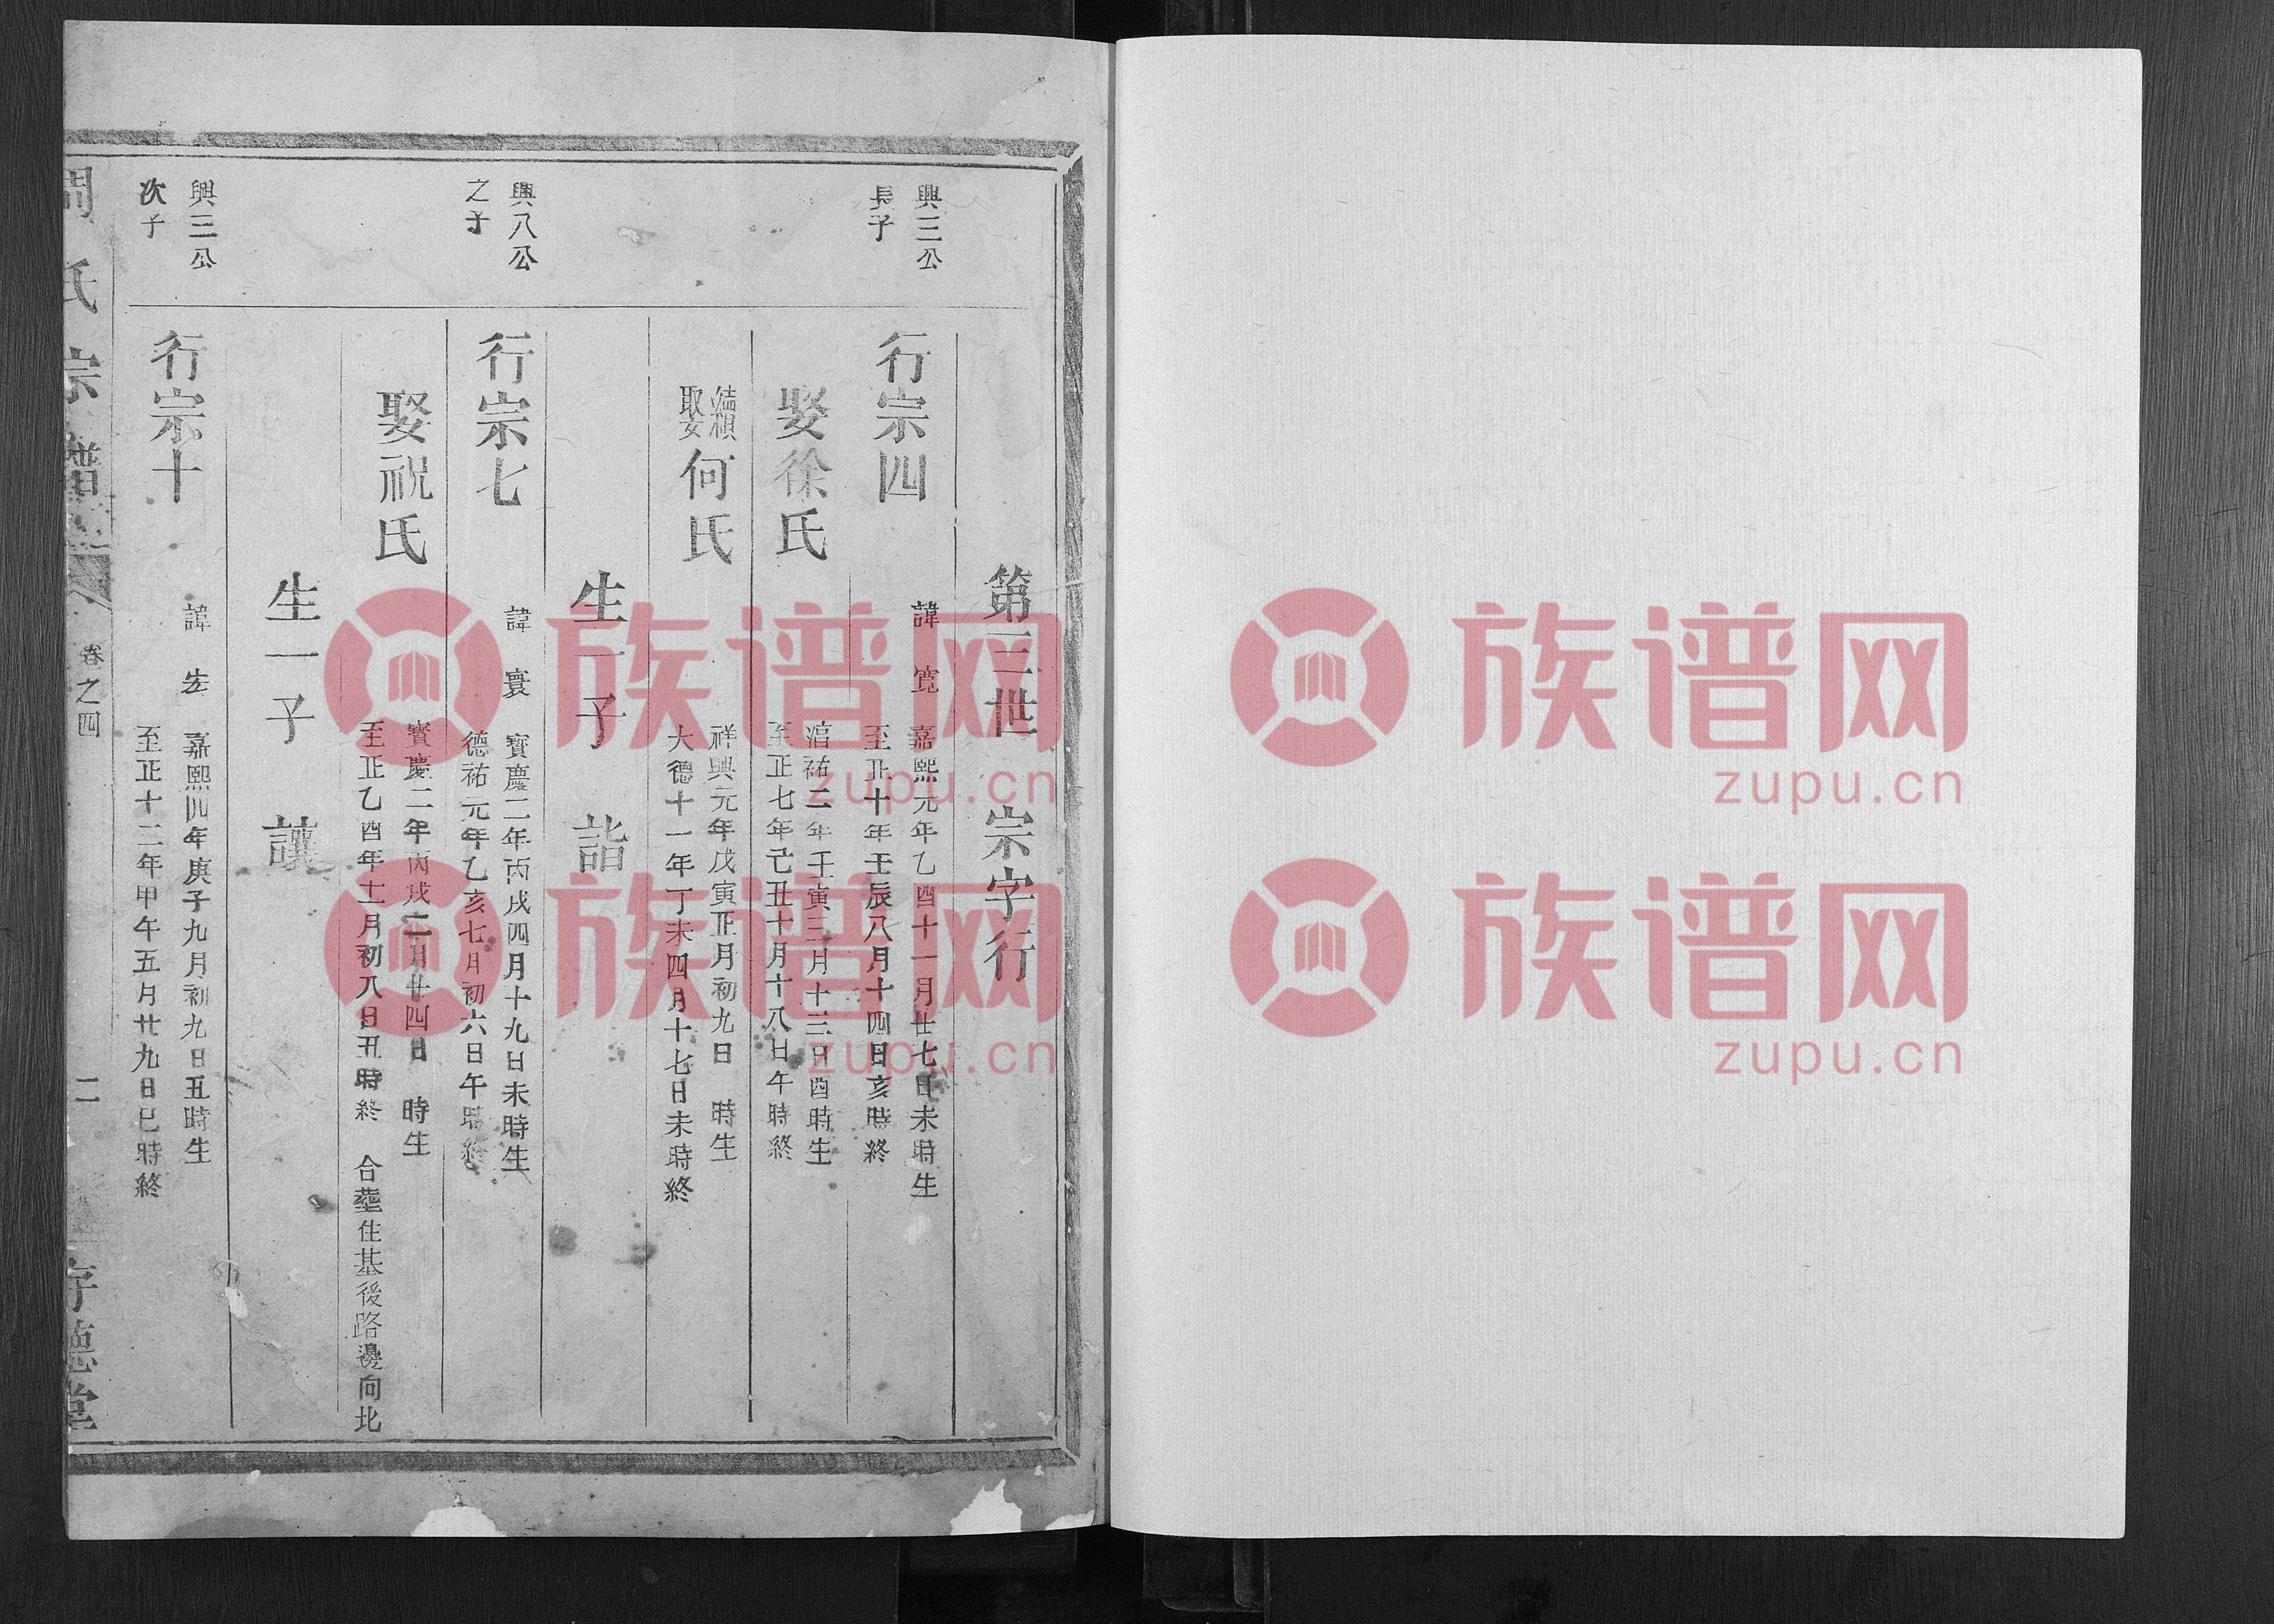 第三世　宗字行
興三公
長子
行宗四
諱　寬
嘉熙元年乙酉十一月廿七日未時生
至正十年壬辰八月十四日亥時終
娶徐氏
淯祐二年壬寅三月十三日酉時生
至正七年己丑十月十八日午時終
續娶何氏
祥興元年戊寅正月初九日　時生
大德十一年丁未四月十七日未時終
生一子　詣
興八公
之子
行宗七
諱　寰
寶慶二年丙戌四月十九日未時生
德祐元年乙亥七月初六日午時終
娶祝氏
寶慶二年丙戌二月廿四日　時生
至正乙酉年十一月初八日丑時終　合塟住基後路邊向北
生一子　讓
興三公
次子
行宗十
諱　宏
嘉熙四年庚子九月初九日丑時生
至正十二年甲午五月廿九日巳時終
周氏宗譜
卷之四
二
存德堂
族谱网
zupu.cn
族谱网
zupu.cn
族谱网
zupu.cn
族谱网
zupu.cn